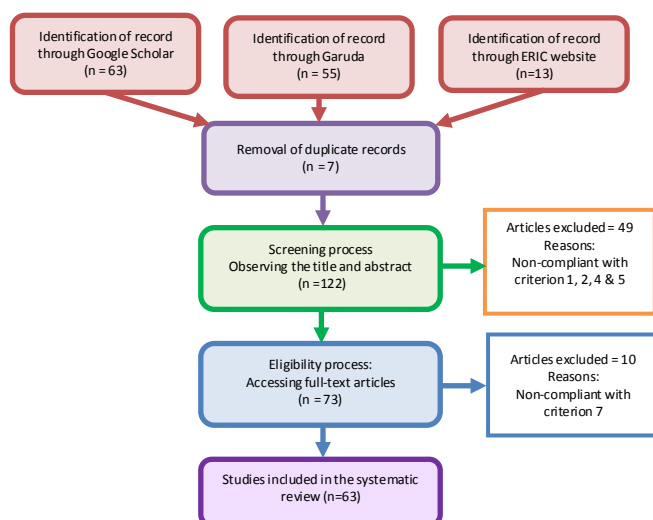 Identification of record
through Google Scholar
(n = 63)
Identification of record
through Garuda
(n = 55)
Identification of record
through ERIC website
(n=13)
Removal of duplicate records
(n = 7)
Screening process
Observing the title and abstract
(n =122)
Articles excluded = 49
Reasons:
Non-compliant with
criterion 1, 2, 4 & 5
Eligibility process:
Accessing full-text articles
(n = 73)
Articles excluded = 10
Reasons:
Non-compliant with
criterion 7
Studies included in the systematic
review (n=63)